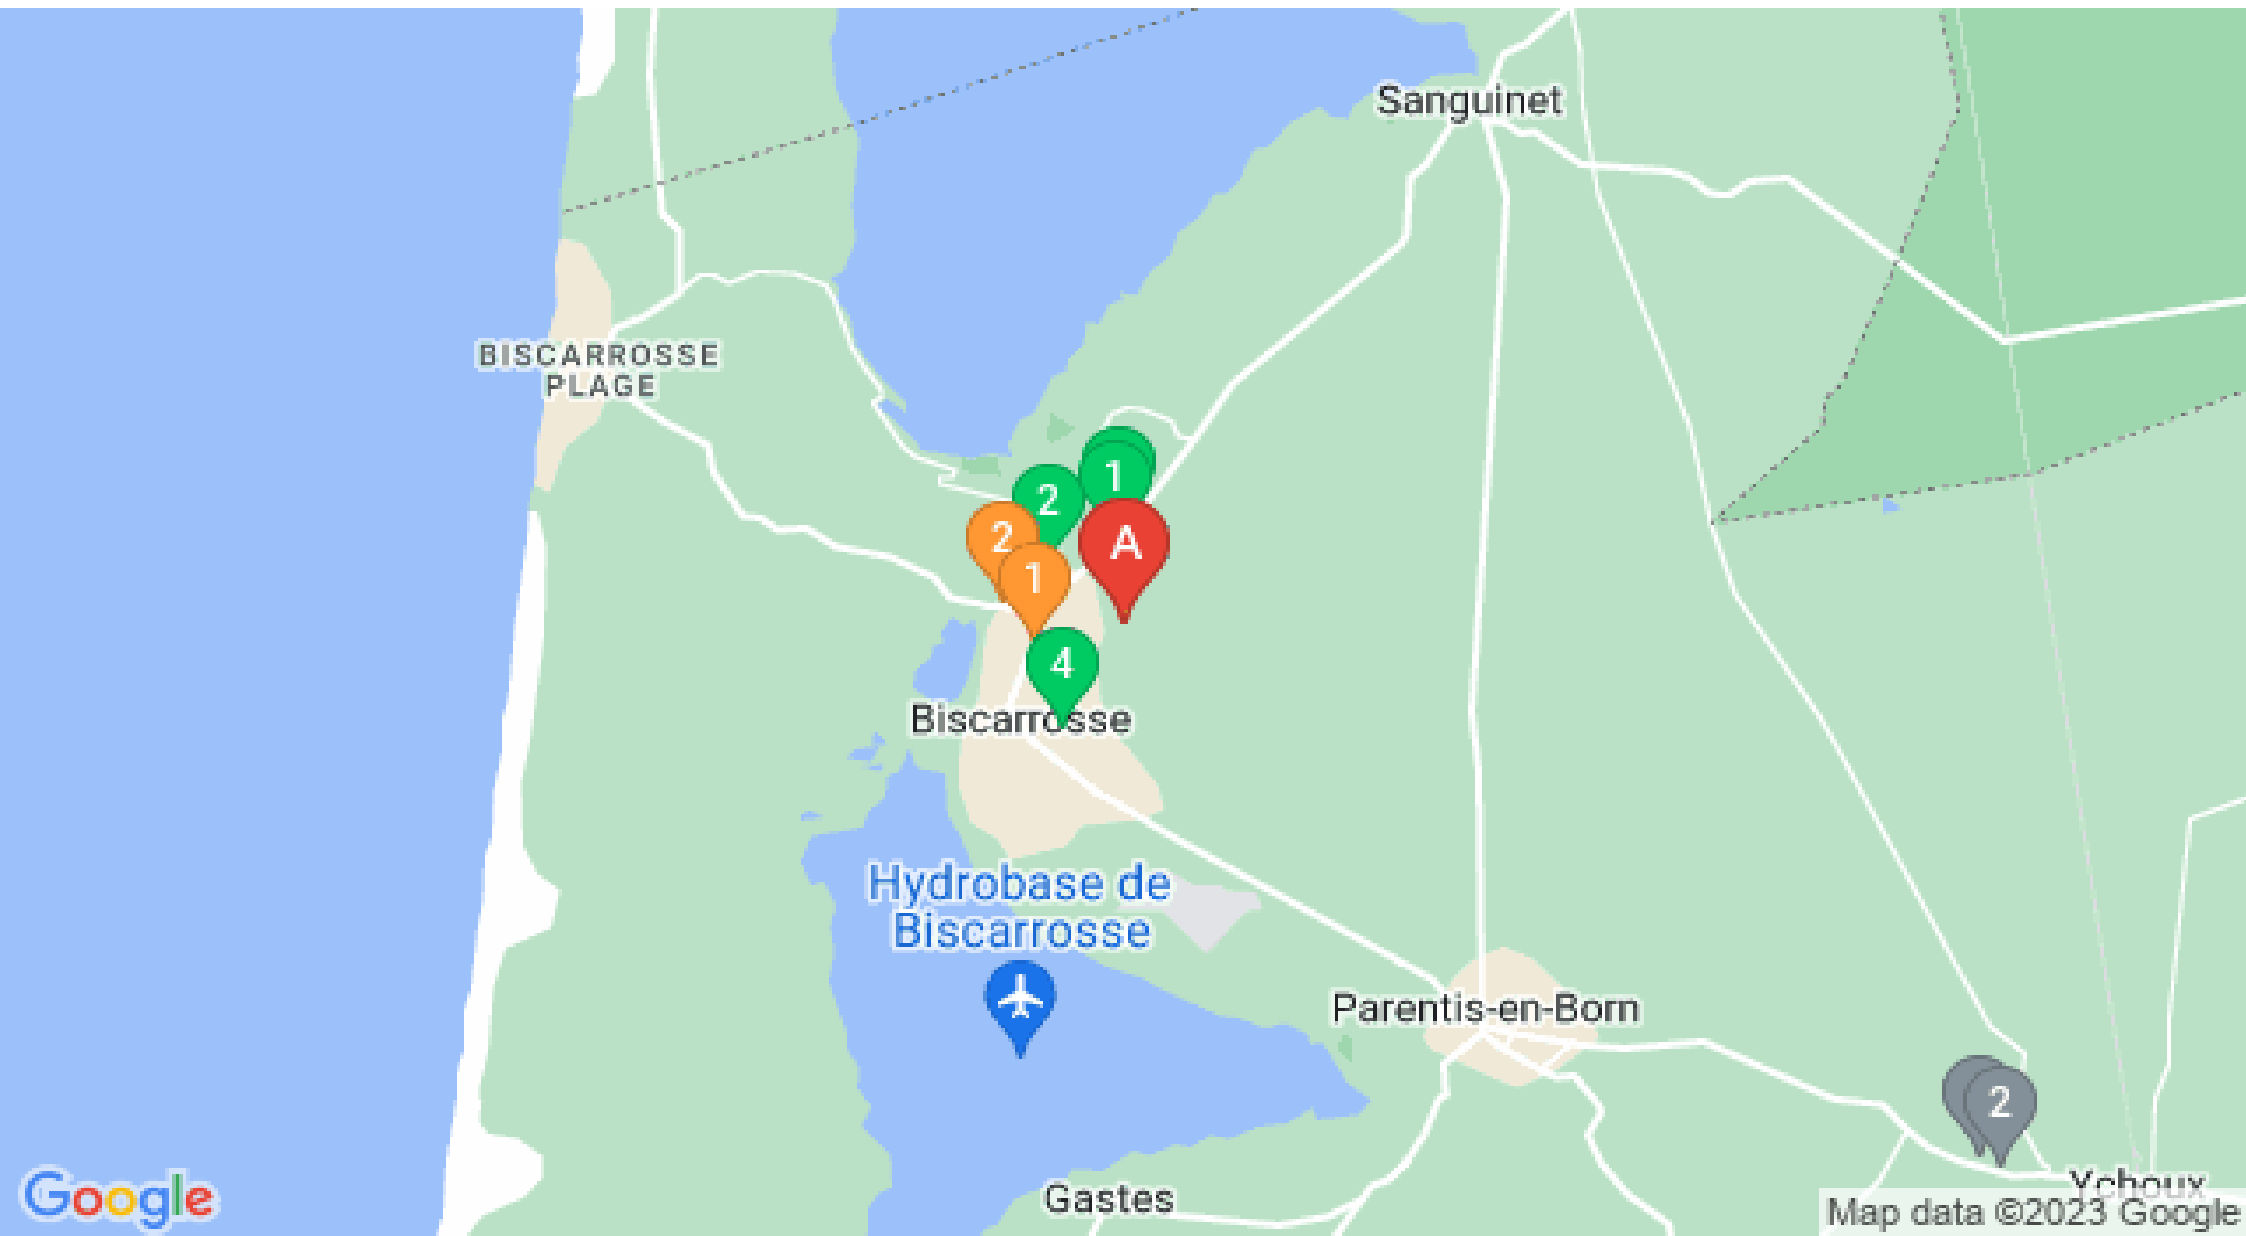 Sanguinet
BISCARROSSE
PLAGE
1
2
2
A
1
4
Biscarrosse
Hydrobase de
Biscarrosse
Parentis-en-Born
2
Ychoux
Gastes
Google
Map data ©2023 Google